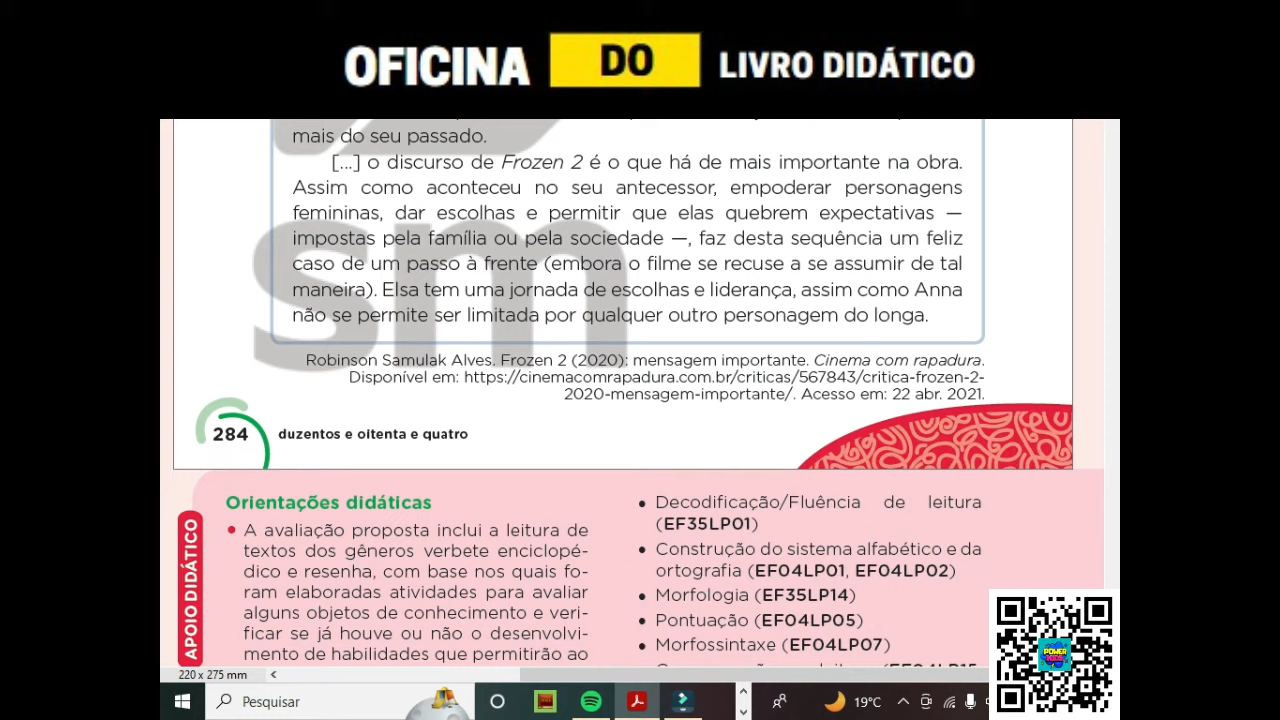 OFICINA DO LIVRO DIDÁTICO
mais do seu passado.
[...] o discurso de Frozen 2 é o que há de mais importante na obra.
Assim como aconteceu no seu antecessor, empoderar personagens
femininas, dar escolhas e permitir que elas quebrem expectativas —
impostas pela família ou pela sociedade —, faz desta sequência um feliz
caso de um passo à frente (embora o filme se recuse a se assumir de tal
maneira). Elsa tem uma jornada de escolhas e liderança, assim como Anna
não se permite ser limitada por qualquer outro personagem do longa.
sm
Robinson Samulak Alves. Frozen 2 (2020): mensagem importante. Cinema com rapadura.
Disponível em: https://cinemacomrapadura.com.br/criticas/567843/critica-frozen-2-
2020-mensagem-importante/. Acesso em: 22 abr. 2021.
284 duzentos e oitenta e quatro
APOIO DIDÁTICO
Orientações didáticas
• A avaliação proposta inclui a leitura de
textos dos gêneros verbete enciclopé-
dico e resenha, com base nos quais fo-
ram elaboradas atividades para avaliar
alguns objetos de conhecimento e veri-
ficar se já houve ou não o desenvolvi-
mento de habilidades que permitirão ao
• Decodificação/Fluência de leitura
(EF35LP01)
• Construção do sistema alfabético e da
ortografia (EF04LP01, EF04LP02)
• Morfologia (EF35LP14)
• Pontuação (EF04LP05)
• Morfossintaxe (EF04LP07)
220 x 275 mm
Pesquisar
19°C
POWER